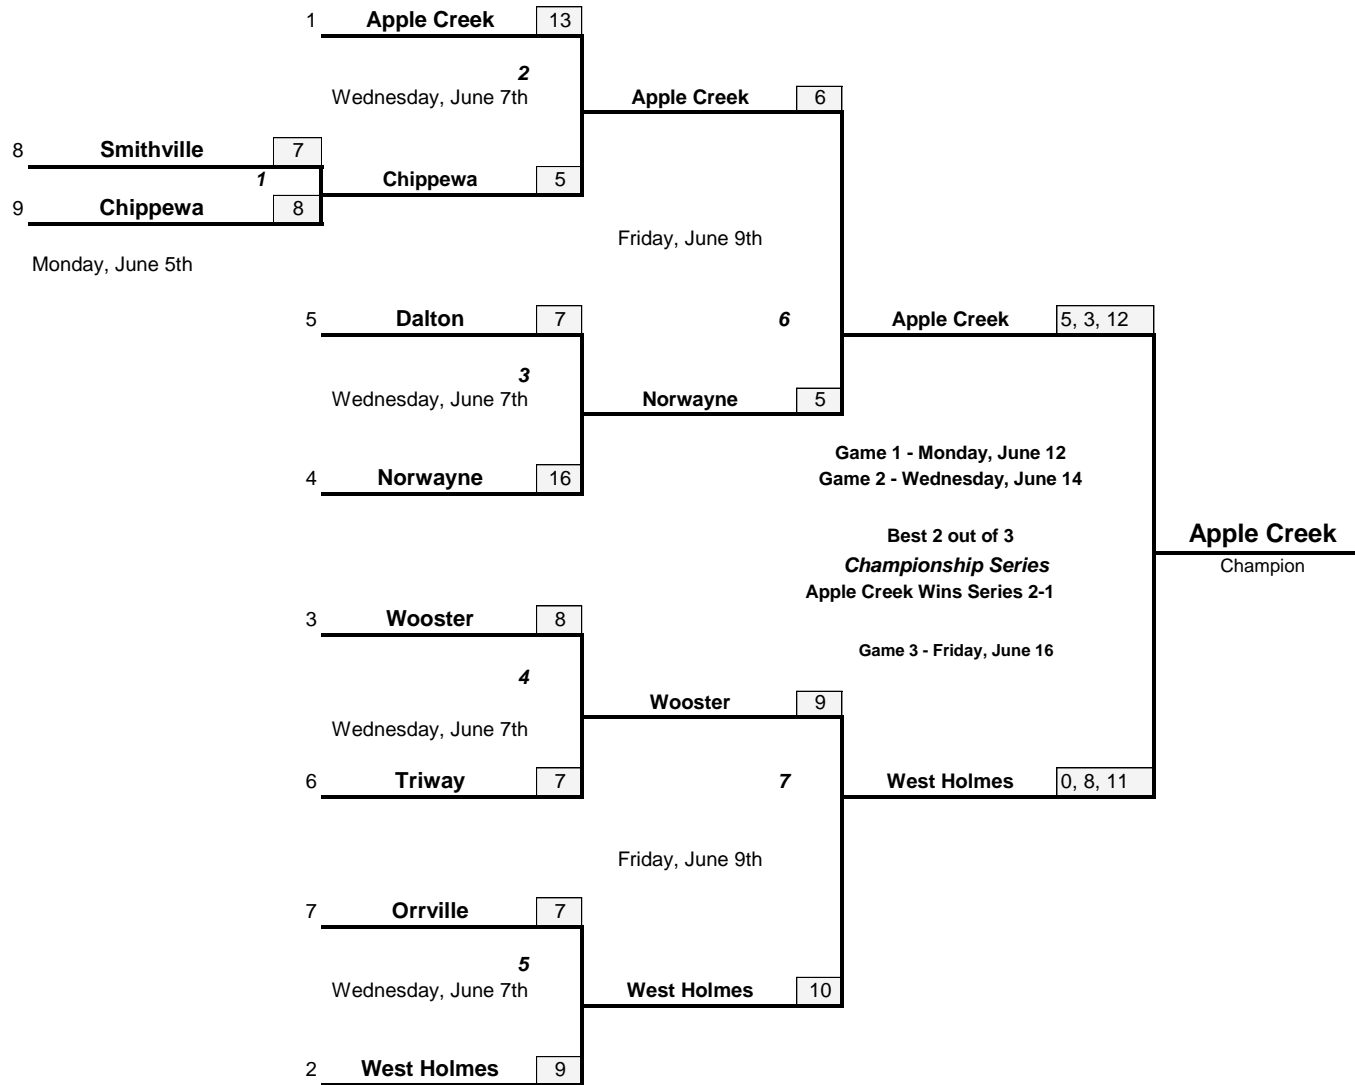 1 Apple Creek 13
2
Wednesday, June 7th
Apple Creek 6
8 Smithville 7
1
Chippewa 5
9 Chippewa 8
Friday, June 9th
Monday, June 5th
5 Dalton 7
6
Apple Creek 5, 3, 12
3
Wednesday, June 7th
Norwayne 5
Game 1 - Monday, June 12
4 Norwayne 16
Game 2 - Wednesday, June 14
Best 2 out of 3
Apple Creek
Championship Series
Champion
Apple Creek Wins Series 2-1
3 Wooster 8
Game 3 - Friday, June 16
4
Wooster 9
Wednesday, June 7th
6 Triway 7
7
West Holmes 0, 8, 11
Friday, June 9th
7 Orrville 7
5
Wednesday, June 7th
West Holmes 10
2 West Holmes 9